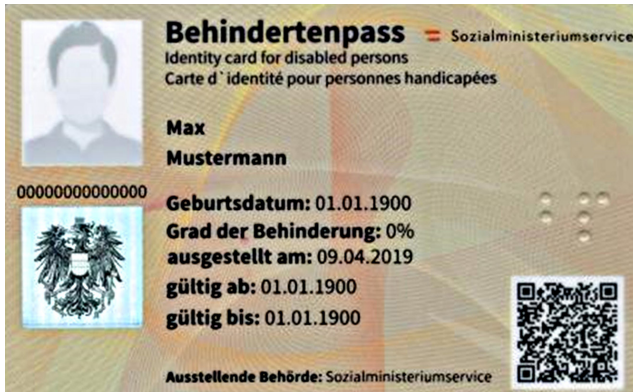 Behindertenpass
Sozialministeriumservice
Identity card for disabled persons
Carte d`identité pour personnes handicapées
Max
Mustermann
00000000000000
Geburtsdatum: 01.01.1900
Grad der Behinderung: 0%
ausgestellt am: 09.04.2019
gültig ab: 01.01.1900
gültig bis: 01.01.1900
Ausstellende Behörde: Sozialministeriumservice